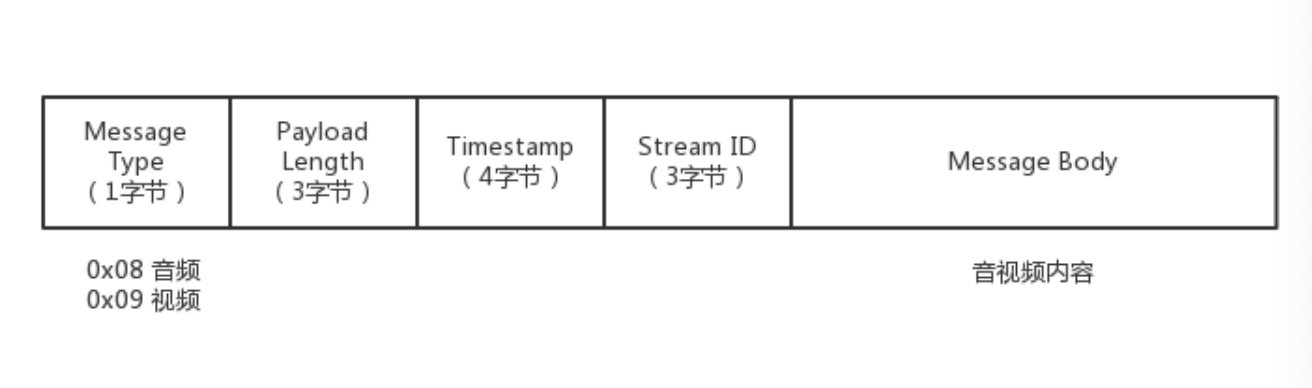 Message
Type
（1字节）
Payload
Length
（3字节）
Timestamp
（4字节）
Stream ID
（3字节）
Message Body
0x08 音频
0x09 视频
音视频内容